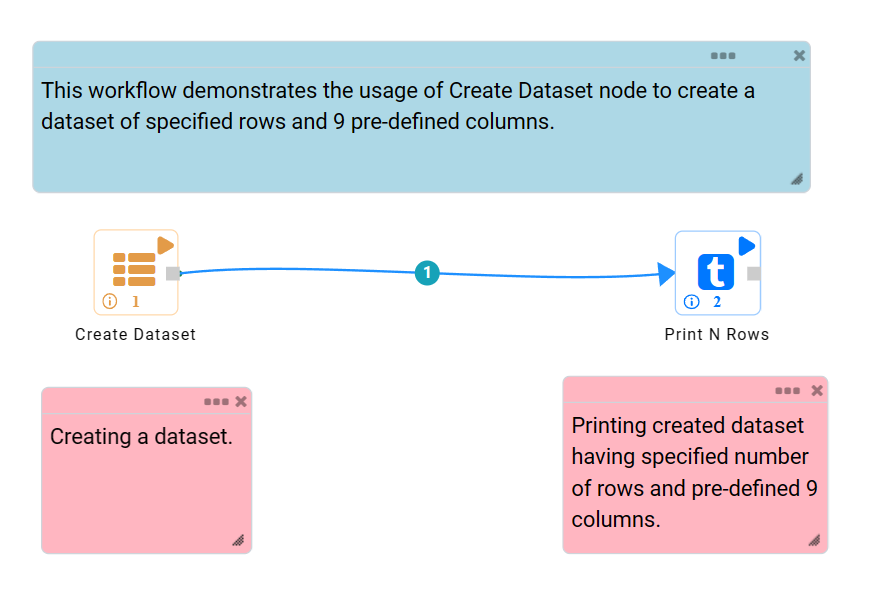 This workflow demonstrates the usage of Create Dataset node to create a
dataset of specified rows and 9 pre-defined columns.
1
t
1
2
Create Dataset
Print N Rows
Creating a dataset.
Printing created dataset
having specified number
of rows and pre-defined 9
columns.